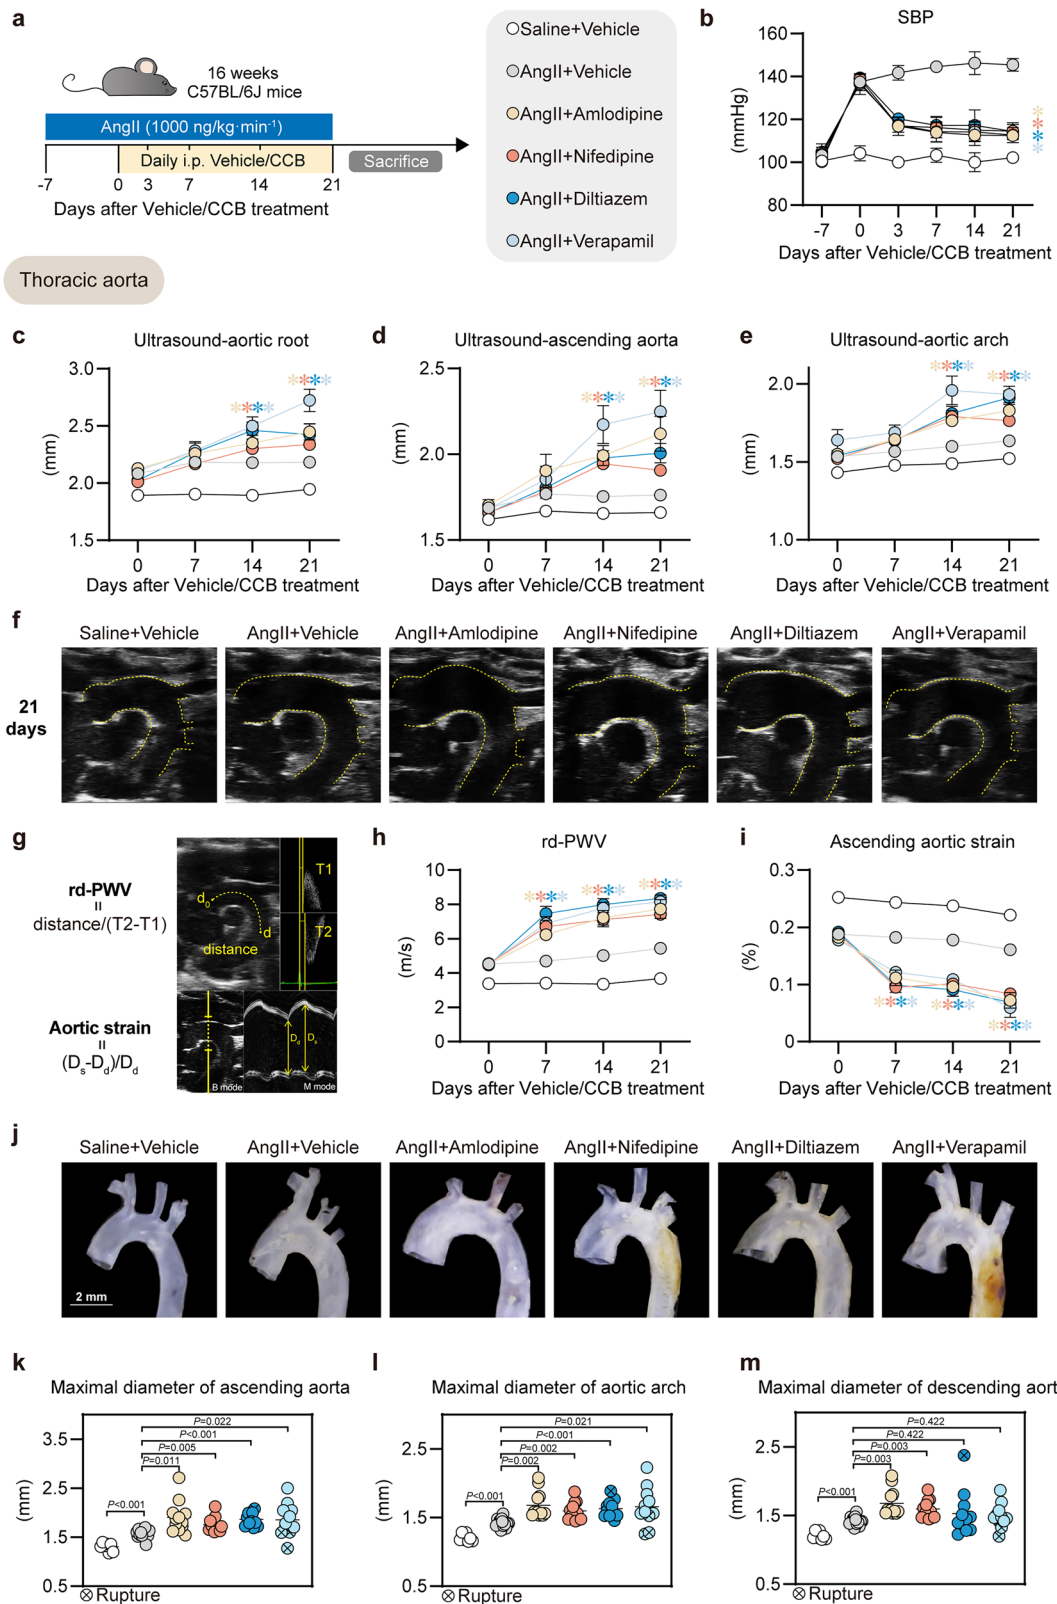 a
16 weeks
C57BL/6J mice
AngII (1000 ng/kg·min⁻¹)
Daily i.p. Vehicle/CCB
Sacrifice
-7 0 3 7 14 21
Days after Vehicle/CCB treatment
Saline+Vehicle
AngII+Vehicle
AngII+Amlodipine
AngII+Nifedipine
AngII+Diltiazem
AngII+Verapamil
b
SBP
(mmHg)
160
140
120
100
80
****
-7 0 3 7 14 21
Days after Vehicle/CCB treatment
Thoracic aorta
c
Ultrasound-aortic root
(mm)
3.0
2.5
2.0
1.5
****
****
0 7 14 21
Days after Vehicle/CCB treatment
d
Ultrasound-ascending aorta
(mm)
2.5
2.0
1.5
****
****
0 7 14 21
Days after Vehicle/CCB treatment
e
Ultrasound-aortic arch
(mm)
2.0
1.5
1.0
****
****
0 7 14 21
Days after Vehicle/CCB treatment
f
Saline+Vehicle AngII+Vehicle AngII+Amlodipine AngII+Nifedipine AngII+Diltiazem AngII+Verapamil
21
days
g
rd-PWV
=
distance/(T2-T1)
d₀
d
distance
T1
T2
Aortic strain
=
(Dₛ-D_d)/D_d
B mode
D_d
Dₛ
M mode
h
rd-PWV
(m/s)
10
8
6
4
2
0
****
****
****
0 7 14 21
Days after Vehicle/CCB treatment
i
Ascending aortic strain
(%)
0.3
0.2
0.1
0
****
****
****
0 7 14 21
Days after Vehicle/CCB treatment
j
Saline+Vehicle AngII+Vehicle AngII+Amlodipine AngII+Nifedipine AngII+Diltiazem AngII+Verapamil
2 mm
k
Maximal diameter of ascending aorta
(mm)
3.5
2.5
1.5
0.5
P=0.022
P<0.001
P=0.005
P=0.011
P<0.001
⊗Rupture
l
Maximal diameter of aortic arch
(mm)
2.5
1.5
0.5
P=0.021
P<0.001
P=0.002
P=0.002
P<0.001
⊗Rupture
m
Maximal diameter of descending aort
(mm)
2.5
1.5
0.5
P=0.422
P=0.422
P=0.003
P=0.003
P<0.001
⊗Rupture